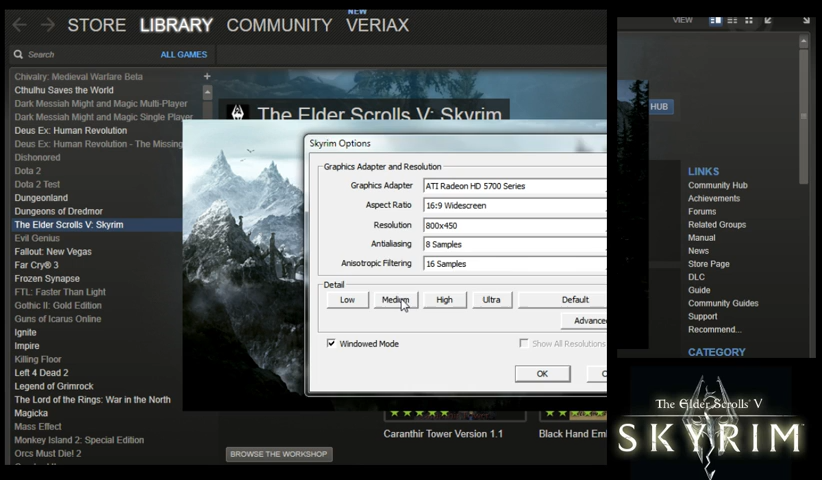 NEW
STORE LIBRARY COMMUNITY VERIAX
VIEW
Search ALL GAMES
Chivalry: Medieval Warfare Beta +
Cthulhu Saves the World
Dark Messiah Might and Magic Multi-Player
Dark Messiah Might and Magic Single Player
Deus Ex: Human Revolution
Deus Ex: Human Revolution - The Missing
Dishonored
Dota 2
Dota 2 Test
Dungeonland
Dungeons of Dredmor
The Elder Scrolls V: Skyrim
Evil Genius
Fallout: New Vegas
Far Cry® 3
Frozen Synapse
FTL: Faster Than Light
Gothic II: Gold Edition
Guns of Icarus Online
Ignite
Impire
Killing Floor
Left 4 Dead 2
Legend of Grimrock
The Lord of the Rings: War in the North
Magicka
Mass Effect
Monkey Island 2: Special Edition
Orcs Must Die! 2
The Elder Scrolls V: Skyrim
Skyrim Options
Graphics Adapter and Resolution
Graphics Adapter ATI Radeon HD 5700 Series
Aspect Ratio 16:9 Widescreen
Resolution 800x450
Antialiasing 8 Samples
Anisotropic Filtering 16 Samples
Detail
Low Medium High Ultra Default
Advanced
Windowed Mode Show All Resolutions
OK
Caranthir Tower Version 1.1 Black Hand Em
BROWSE THE WORKSHOP
HUB
LINKS
Community Hub
Achievements
Forums
Related Groups
Manual
News
Store Page
DLC
Guide
Community Guides
Support
Recommend...
CATEGORY
The Elder Scrolls V
SKYRIM